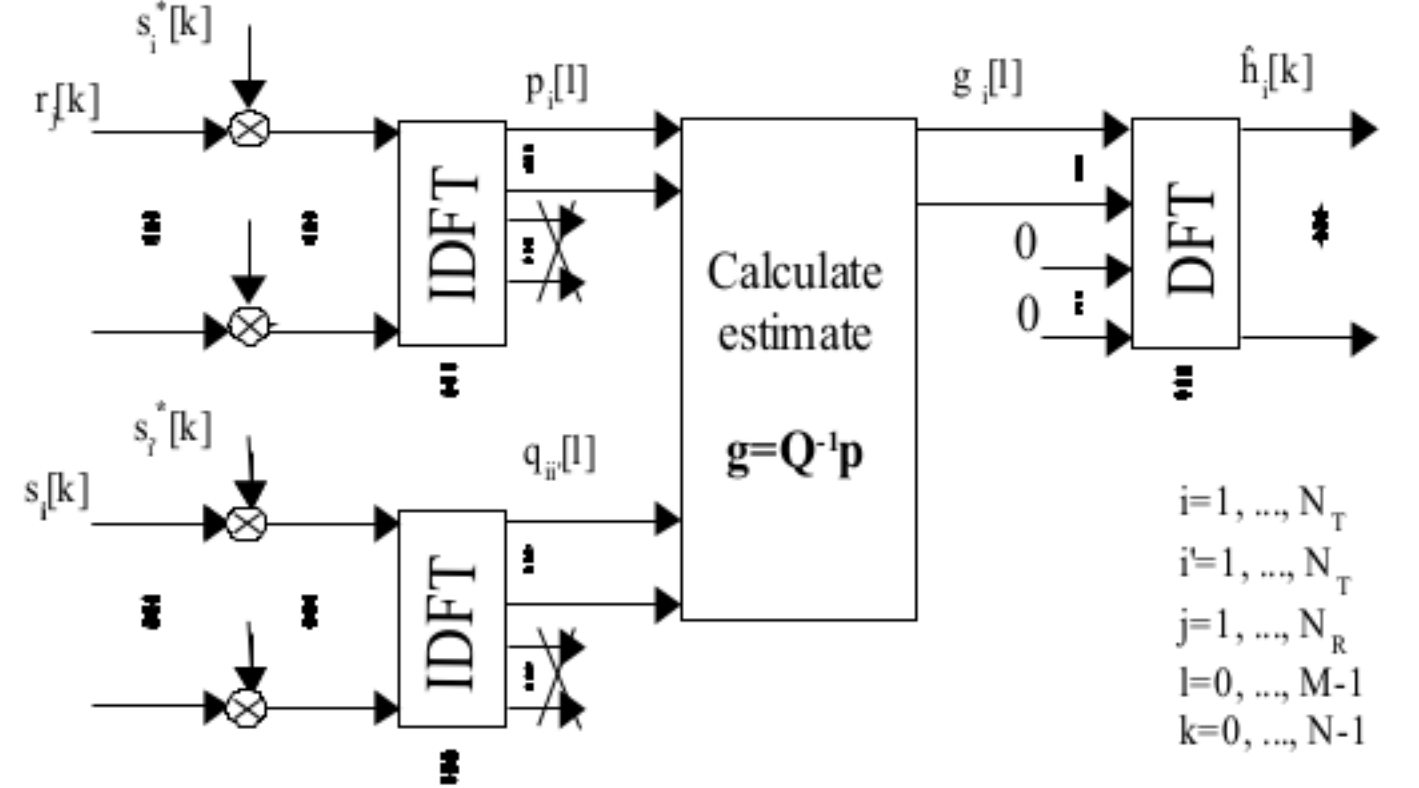 s_i^*[k]
r_j[k]
IDFT
p_i[l]
g_i[l]
ĥ_i[k]
0
0
DFT
Calculate
estimate
g=Q^-1p
s_i'^*[k]
s_i[k]
IDFT
q_ii'[l]
i=1, ..., N_T
i'=1, ..., N_T
j=1, ..., N_R
l=0, ..., M-1
k=0, ..., N-1